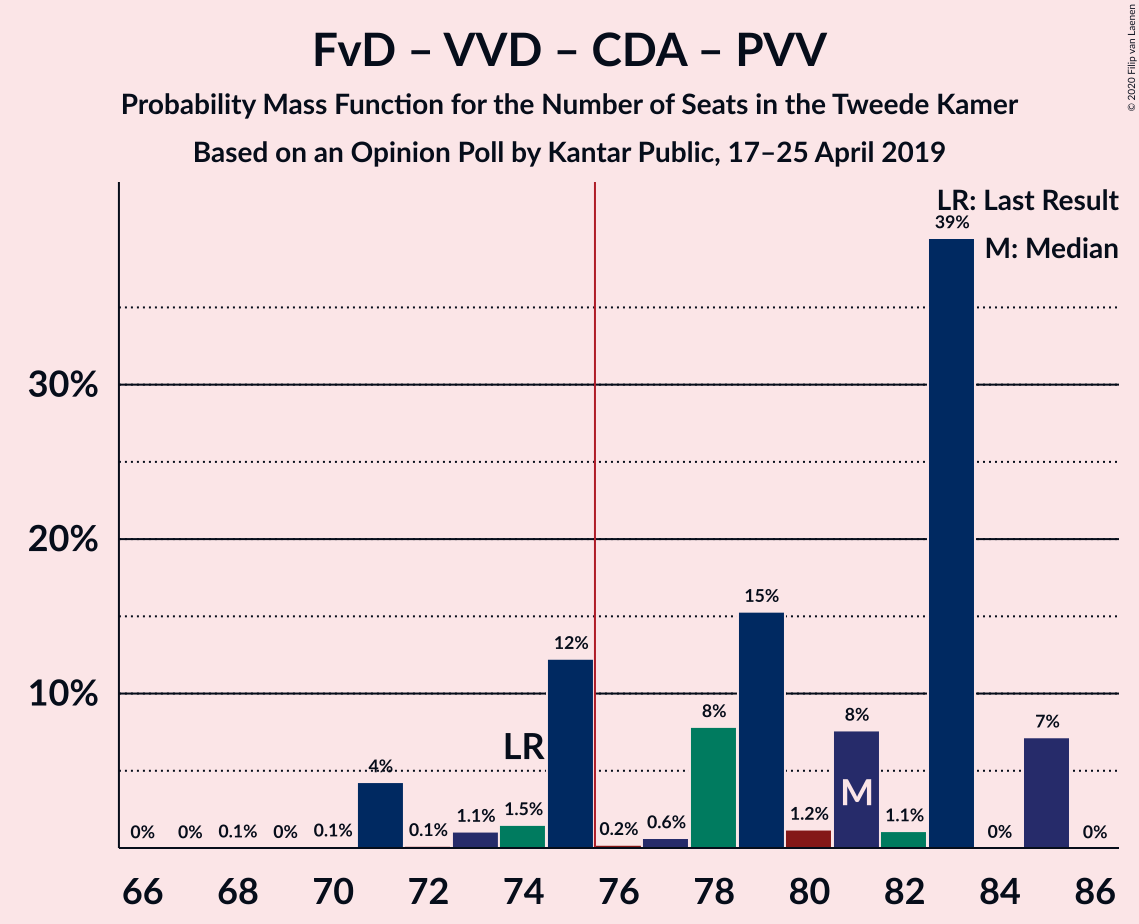 FvD – VVD – CDA – PVV
Probability Mass Function for the Number of Seats in the Tweede Kamer
Based on an Opinion Poll by Kantar Public, 17–25 April 2019
© 2020 Filip van Laenen
LR: Last Result
M: Median
30%
20%
10%
0% 0% 0.1% 0% 0.1% 4% 0.1% 1.1% 1.5% 12% 0.2% 0.6% 8% 15% 1.2% 8% 1.1% 39% 0% 7% 0%
LR
M
66 68 70 72 74 76 78 80 82 84 86